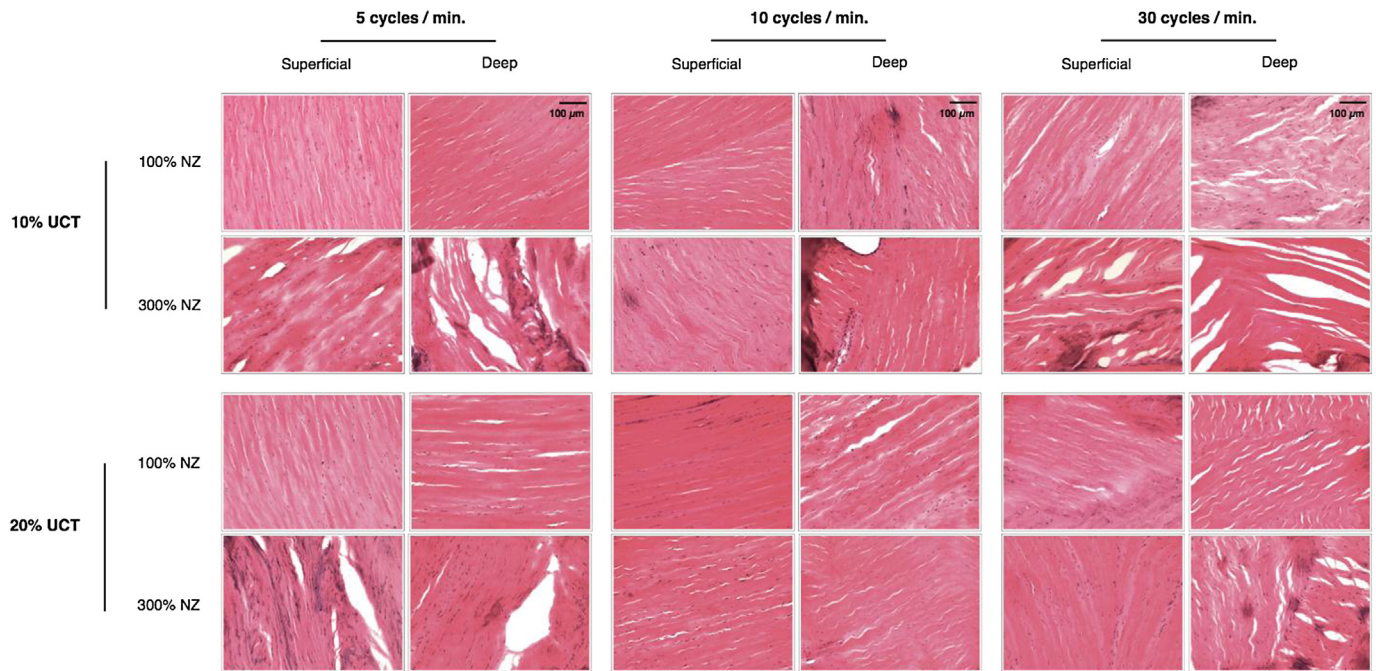 5 cycles / min. 10 cycles / min. 30 cycles / min.
Superficial Deep Superficial Deep Superficial Deep
100 µm 100 µm 100 µm
100% NZ
10% UCT
300% NZ
100% NZ
20% UCT
300% NZ